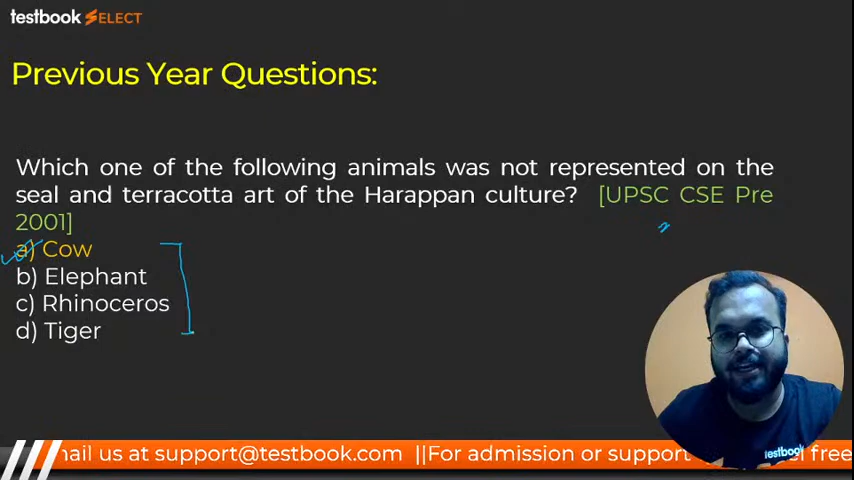 testbook SELECT
Previous Year Questions:
Which one of the following animals was not represented on the
seal and terracotta art of the Harappan culture? [UPSC CSE Pre
2001]
a) Cow
b) Elephant
c) Rhinoceros
d) Tiger
testbook
nail us at support@testbook.com ||For admission or support free